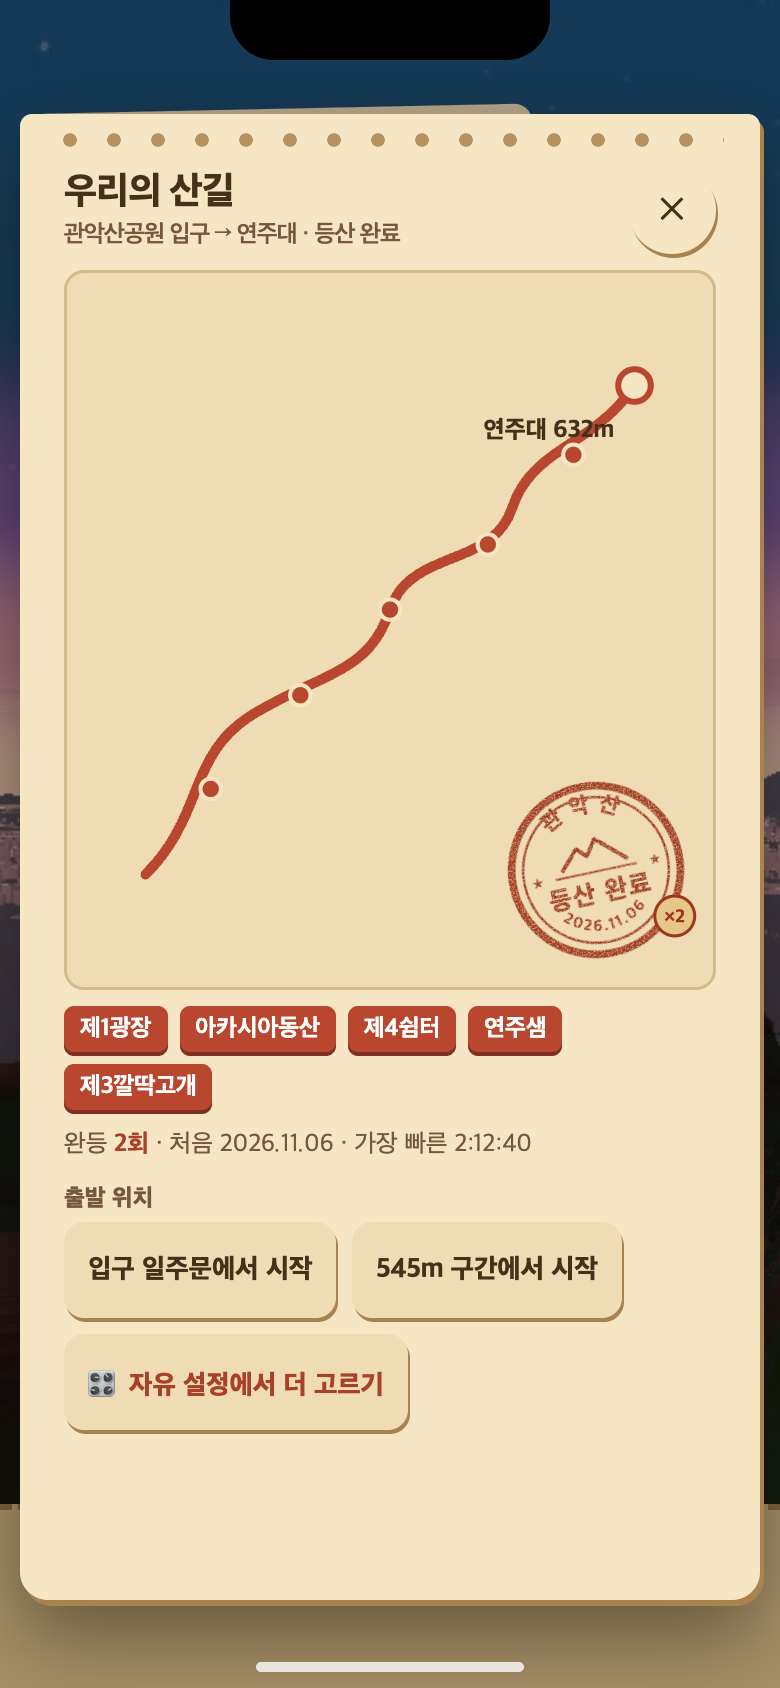 우리의 산길
관악산공원 입구 → 연주대 · 등산 완료
연주대 632m
관악산
등산 완료
2026.11.06
×2
제1광장 아카시아동산 제4쉼터 연주샘
제3깔딱고개
완등 2회 · 처음 2026.11.06 · 가장 빠른 2:12:40
출발 위치
입구 일주문에서 시작 545m 구간에서 시작
자유 설정에서 더 고르기